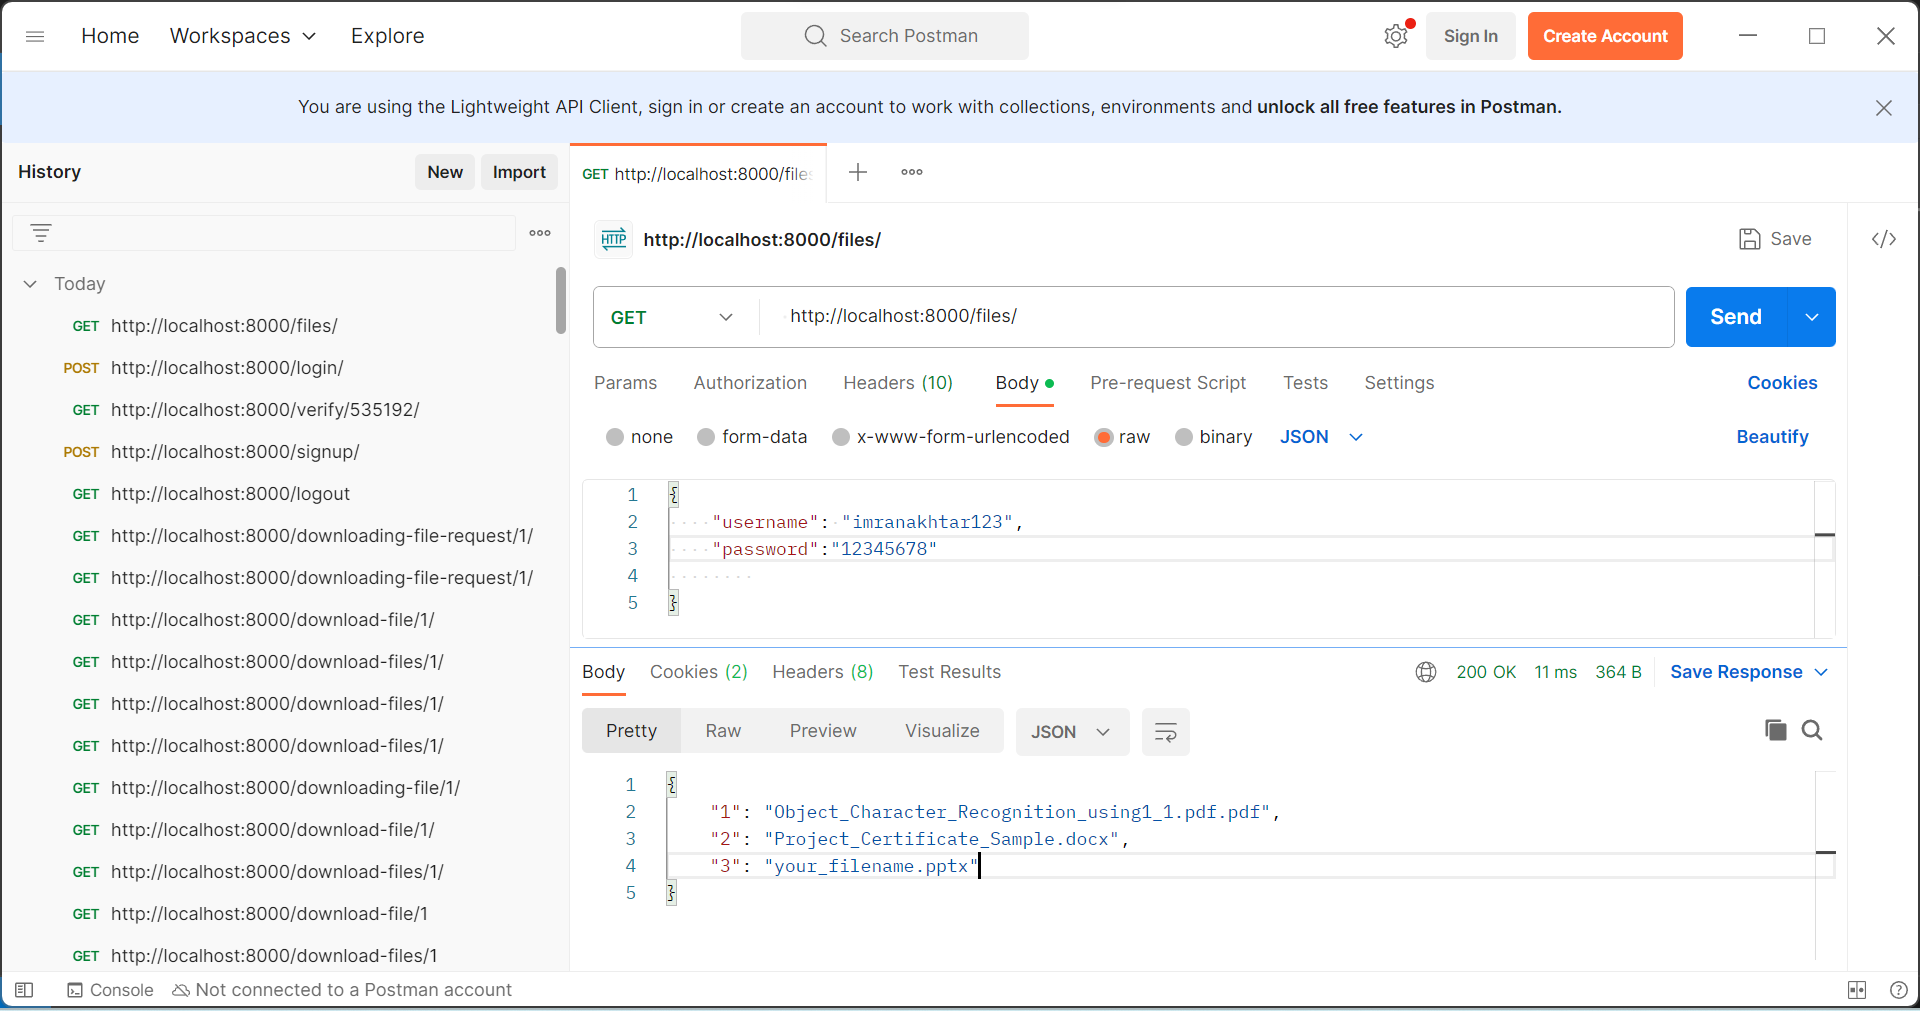 Home Workspaces Explore Search Postman Sign In Create Account
You are using the Lightweight API Client, sign in or create an account to work with collections, environments and unlock all free features in Postman.
History New Import
GET http://localhost:8000/files
HTTP http://localhost:8000/files/ Save </>
Today
GET http://localhost:8000/files/
POST http://localhost:8000/login/
GET http://localhost:8000/verify/535192/
POST http://localhost:8000/signup/
GET http://localhost:8000/logout
GET http://localhost:8000/downloading-file-request/1/
GET http://localhost:8000/downloading-file-request/1/
GET http://localhost:8000/download-file/1/
GET http://localhost:8000/download-files/1/
GET http://localhost:8000/download-files/1/
GET http://localhost:8000/download-files/1/
GET http://localhost:8000/downloading-file/1/
GET http://localhost:8000/download-file/1/
GET http://localhost:8000/download-files/1/
GET http://localhost:8000/download-file/1
GET http://localhost:8000/download-files/1
GET http://localhost:8000/files/ Send
Params Authorization Headers (10) Body Pre-request Script Tests Settings Cookies
none form-data x-www-form-urlencoded raw binary JSON Beautify
1 {
2 "username": "imranakhtar123",
3 "password":"12345678"
4
5 }
Body Cookies (2) Headers (8) Test Results 200 OK 11 ms 364 B Save Response
Pretty Raw Preview Visualize JSON
1 {
2 "1": "Object_Character_Recognition_using1_1.pdf.pdf",
3 "2": "Project_Certificate_Sample.docx",
4 "3": "your_filename.pptx"
5 }
Console Not connected to a Postman account